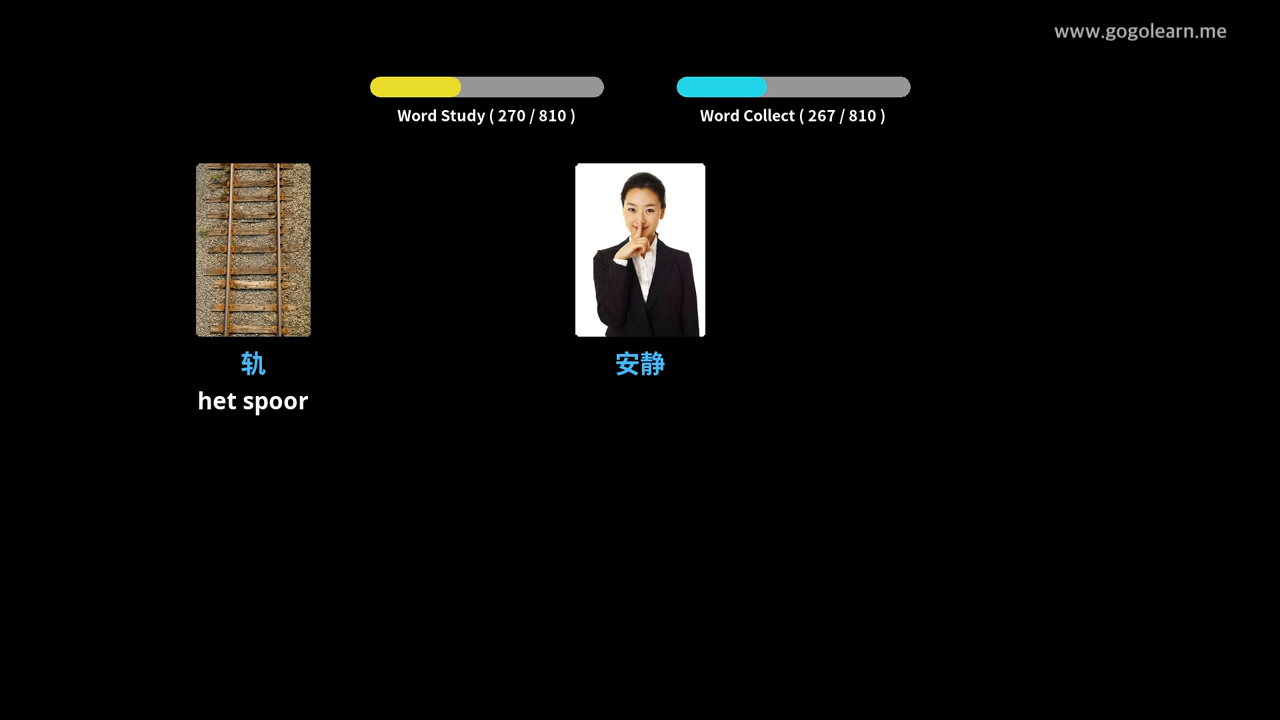 www.gogolearn.me
Word Study ( 270 / 810 )
Word Collect ( 267 / 810 )
轨
安静
het spoor